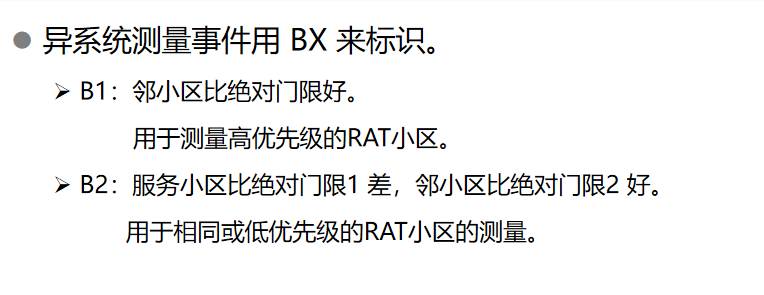 ● 异系统测量事件用 BX 来标识。
➢ B1：邻小区比绝对门限好。
用于测量高优先级的RAT小区。
➢ B2：服务小区比绝对门限1 差，邻小区比绝对门限2 好。
用于相同或低优先级的RAT小区的测量。